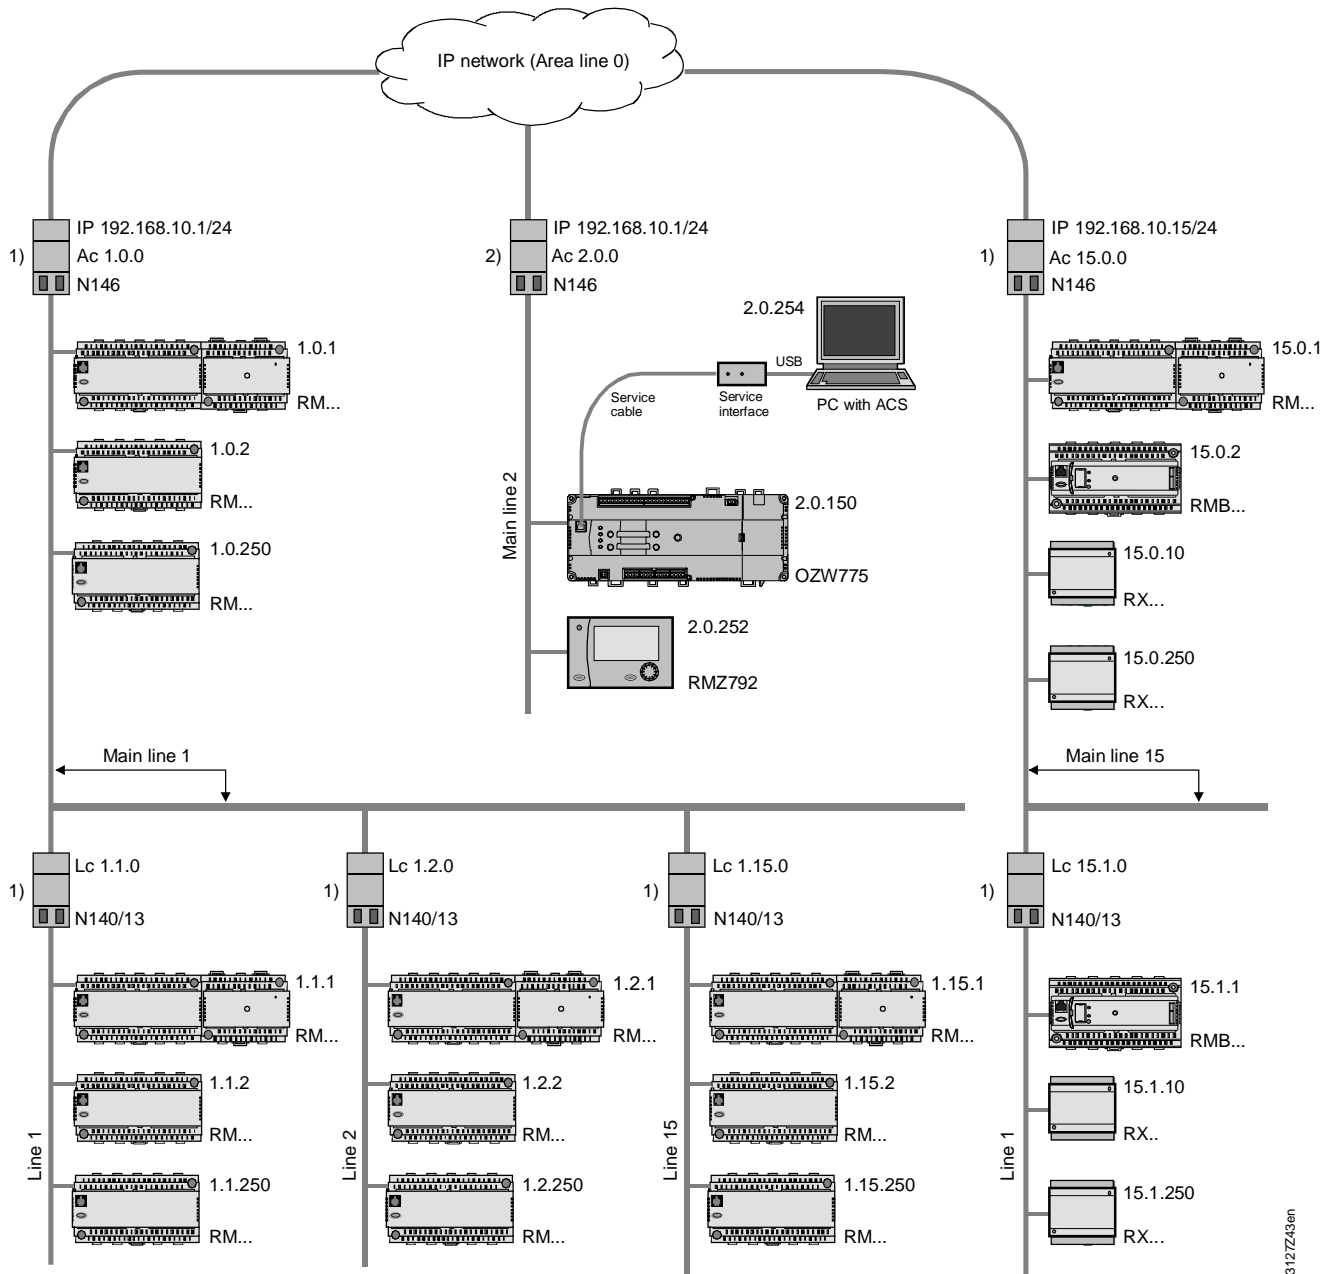 IP network (Area line 0)
IP 192.168.10.1/24
1)
Ac 1.0.0
N146
IP 192.168.10.1/24
2)
Ac 2.0.0
N146
IP 192.168.10.15/24
1)
Ac 15.0.0
N146
1.0.1
RM...
1.0.2
RM...
1.0.250
RM...
Main line 2
2.0.254
USB
Service
cable
Service
interface
PC with ACS
2.0.150
OZW775
2.0.252
RMZ792
15.0.1
RM...
15.0.2
RMB...
15.0.10
RX...
15.0.250
RX...
Main line 1
Main line 15
1)
Lc 1.1.0
N140/13
1)
Lc 1.2.0
N140/13
1)
Lc 1.15.0
N140/13
1)
Lc 15.1.0
N140/13
Line 1
1.1.1
RM...
1.1.2
RM...
1.1.250
RM...
Line 2
1.2.1
RM...
1.2.2
RM...
1.2.250
RM...
Line 15
1.15.1
RM...
1.15.2
RM...
1.15.250
RM...
Line 1
15.1.1
RMB...
15.1.10
RX..
15.1.250
RX...
3127Z43en